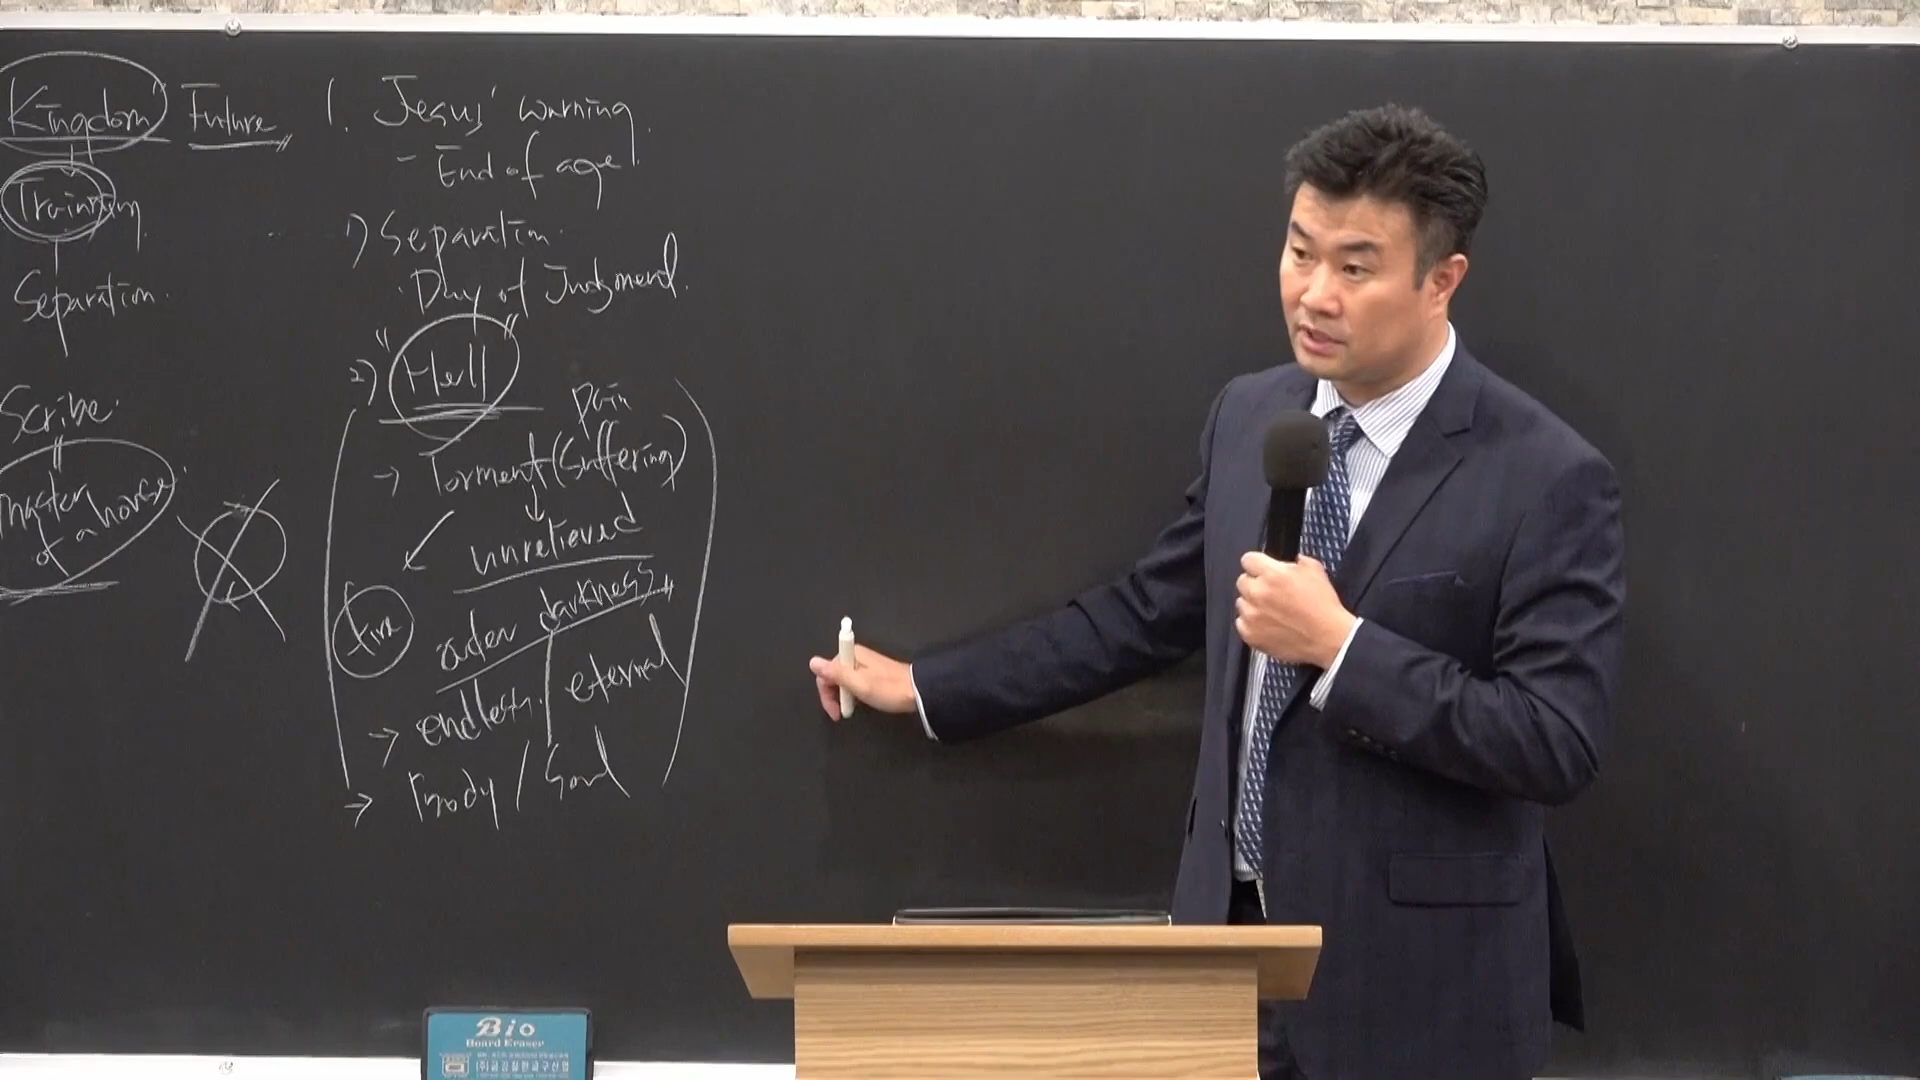 Kingdom Future
Training
Separation.
Scribe.
master
of a house
1. Jesus' warning.
- End of age.
1) Separation.
· Day of Judgment.
2) "Hell"
pain
→ Torment (Suffering)
unrelieved
fire
outer darkness
→ endless. / eternal
→ Body / Soul
Bio
Board Eraser